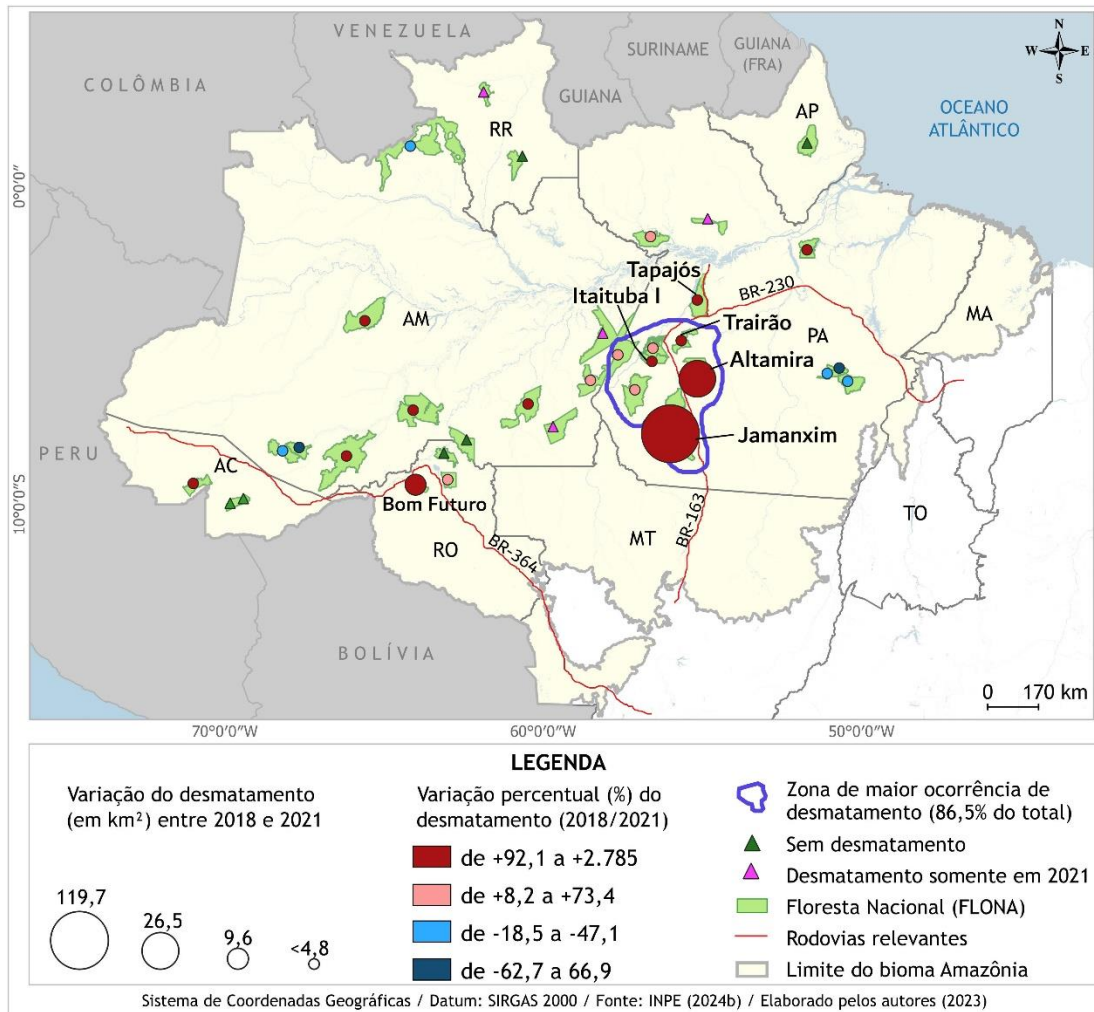 VENEZUELA
SURINAME
GUIANA
(FRA)
COLÔMBIA
GUIANA
N
W E
S
OCEANO
ATLÂNTICO
RR
AP
0°0'0"
Tapajós
BR-230
Itaituba I
AM
Trairão
PA
MA
Altamira
PERU
Jamanxim
AC
10°0'0"S
Bom Futuro
TO
MT
BR-163
RO
BR-364
BOLÍVIA
0 170 km
70°0'0"W
60°0'0"W
50°0'0"W
LEGENDA
Variação do desmatamento
(em km²) entre 2018 e 2021
119,7
26,5
9,6
<4,8
Variação percentual (%) do
desmatamento (2018/2021)
de +92,1 a +2.785
de +8,2 a +73,4
de -18,5 a -47,1
de -62,7 a 66,9
Zona de maior ocorrência de
desmatamento (86,5% do total)
Sem desmatamento
Desmatamento somente em 2021
Floresta Nacional (FLONA)
Rodovias relevantes
Limite do bioma Amazônia
Sistema de Coordenadas Geográficas / Datum: SIRGAS 2000 / Fonte: INPE (2024b) / Elaborado pelos autores (2023)